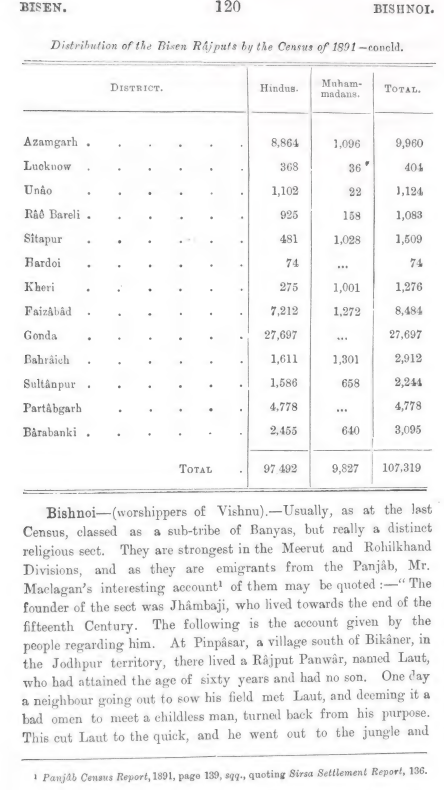 BISEN. 120 BISHNOI.
Distribution of the Bisen Râjputs by the Census of 1891—concld.
DISTRICT. Hindus. Muham-madans. TOTAL.
Azamgarh . . . . . . 8,864 1,096 9,960
Lucknow . . . . . . 368 36 404
Unâo . . . . . . 1,102 22 1,124
Râê Bareli . . . . . . 925 158 1,083
Sîtapur . . . . . . 481 1,028 1,509
Hardoi . . . . . . 74 ... 74
Kheri . . . . . . 275 1,001 1,276
Faizâbâd . . . . . . 7,212 1,272 8,484
Gonda . . . . . . 27,697 ... 27,697
Bahrâich . . . . . . 1,611 1,301 2,912
Sultânpur . . . . . . 1,586 658 2,244
Partâbgarh . . . . . 4,778 ... 4,778
Bârabanki . . . . . . 2,455 640 3,095
TOTAL . 97 492 9,827 107,319
Bishnoi—(worshippers of Vishnu).—Usually, as at the last
Census, classed as a sub-tribe of Banyas, but really a distinct
religious sect. They are strongest in the Meerut and Rohilkhand
Divisions, and as they are emigrants from the Panjâb, Mr.
Maclagan's interesting account¹ of them may be quoted :—“ The
founder of the sect was Jhâmbaji, who lived towards the end of the
fifteenth Century. The following is the account given by the
people regarding him. At Pinpâsar, a village south of Bikâner, in
the Jodhpur territory, there lived a Râjput Panwâr, named Laut,
who had attained the age of sixty years and had no son. One day
a neighbour going out to sow his field met Laut, and deeming it a
bad omen to meet a childless man, turned back from his purpose.
This cut Laut to the quick, and he went out to the jungle and
¹ Panjâb Census Report, 1891, page 139, sqq., quoting Sirsa Settlement Report, 136.